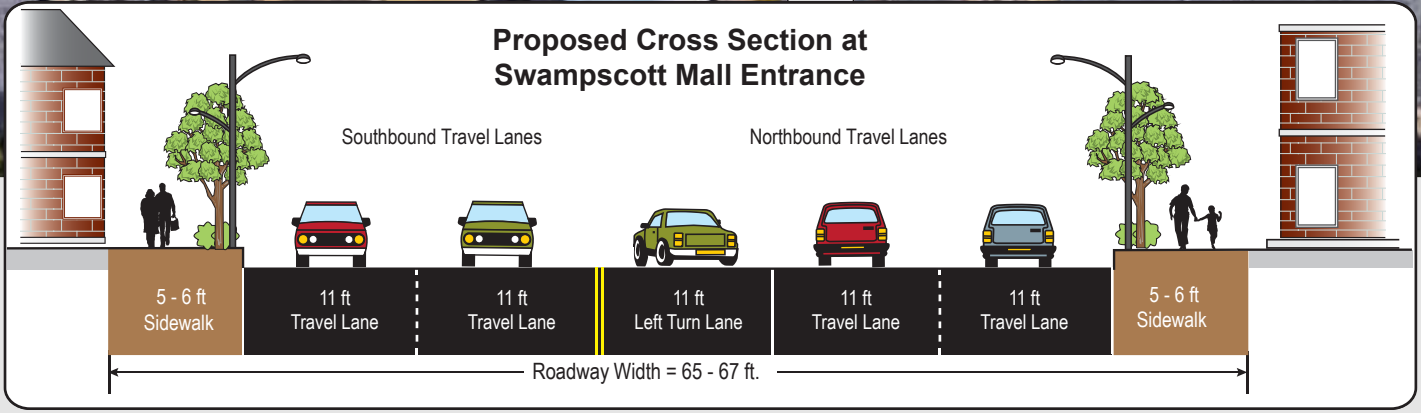 Proposed Cross Section at
Swampscott Mall Entrance
Southbound Travel Lanes
Northbound Travel Lanes
5 - 6 ft
Sidewalk
11 ft
Travel Lane
11 ft
Travel Lane
11 ft
Left Turn Lane
11 ft
Travel Lane
11 ft
Travel Lane
5 - 6 ft
Sidewalk
Roadway Width = 65 - 67 ft.